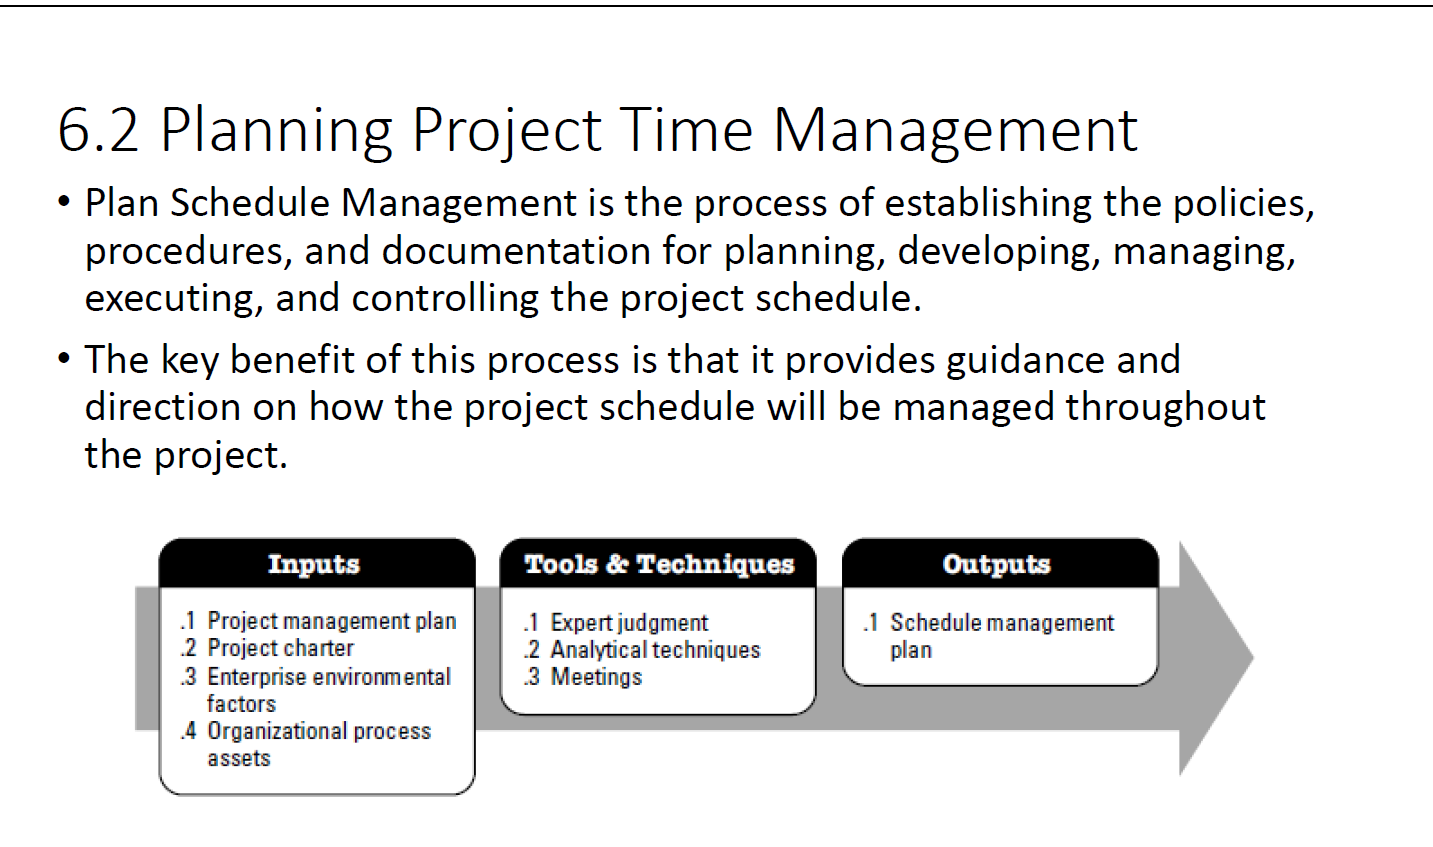 6.2 Planning Project Time Management
• Plan Schedule Management is the process of establishing the policies,
procedures, and documentation for planning, developing, managing,
executing, and controlling the project schedule.
• The key benefit of this process is that it provides guidance and
direction on how the project schedule will be managed throughout
the project.
Inputs
.1 Project management plan
.2 Project charter
.3 Enterprise environmental
factors
.4 Organizational process
assets
Tools & Techniques
.1 Expert judgment
.2 Analytical techniques
.3 Meetings
Outputs
.1 Schedule management
plan